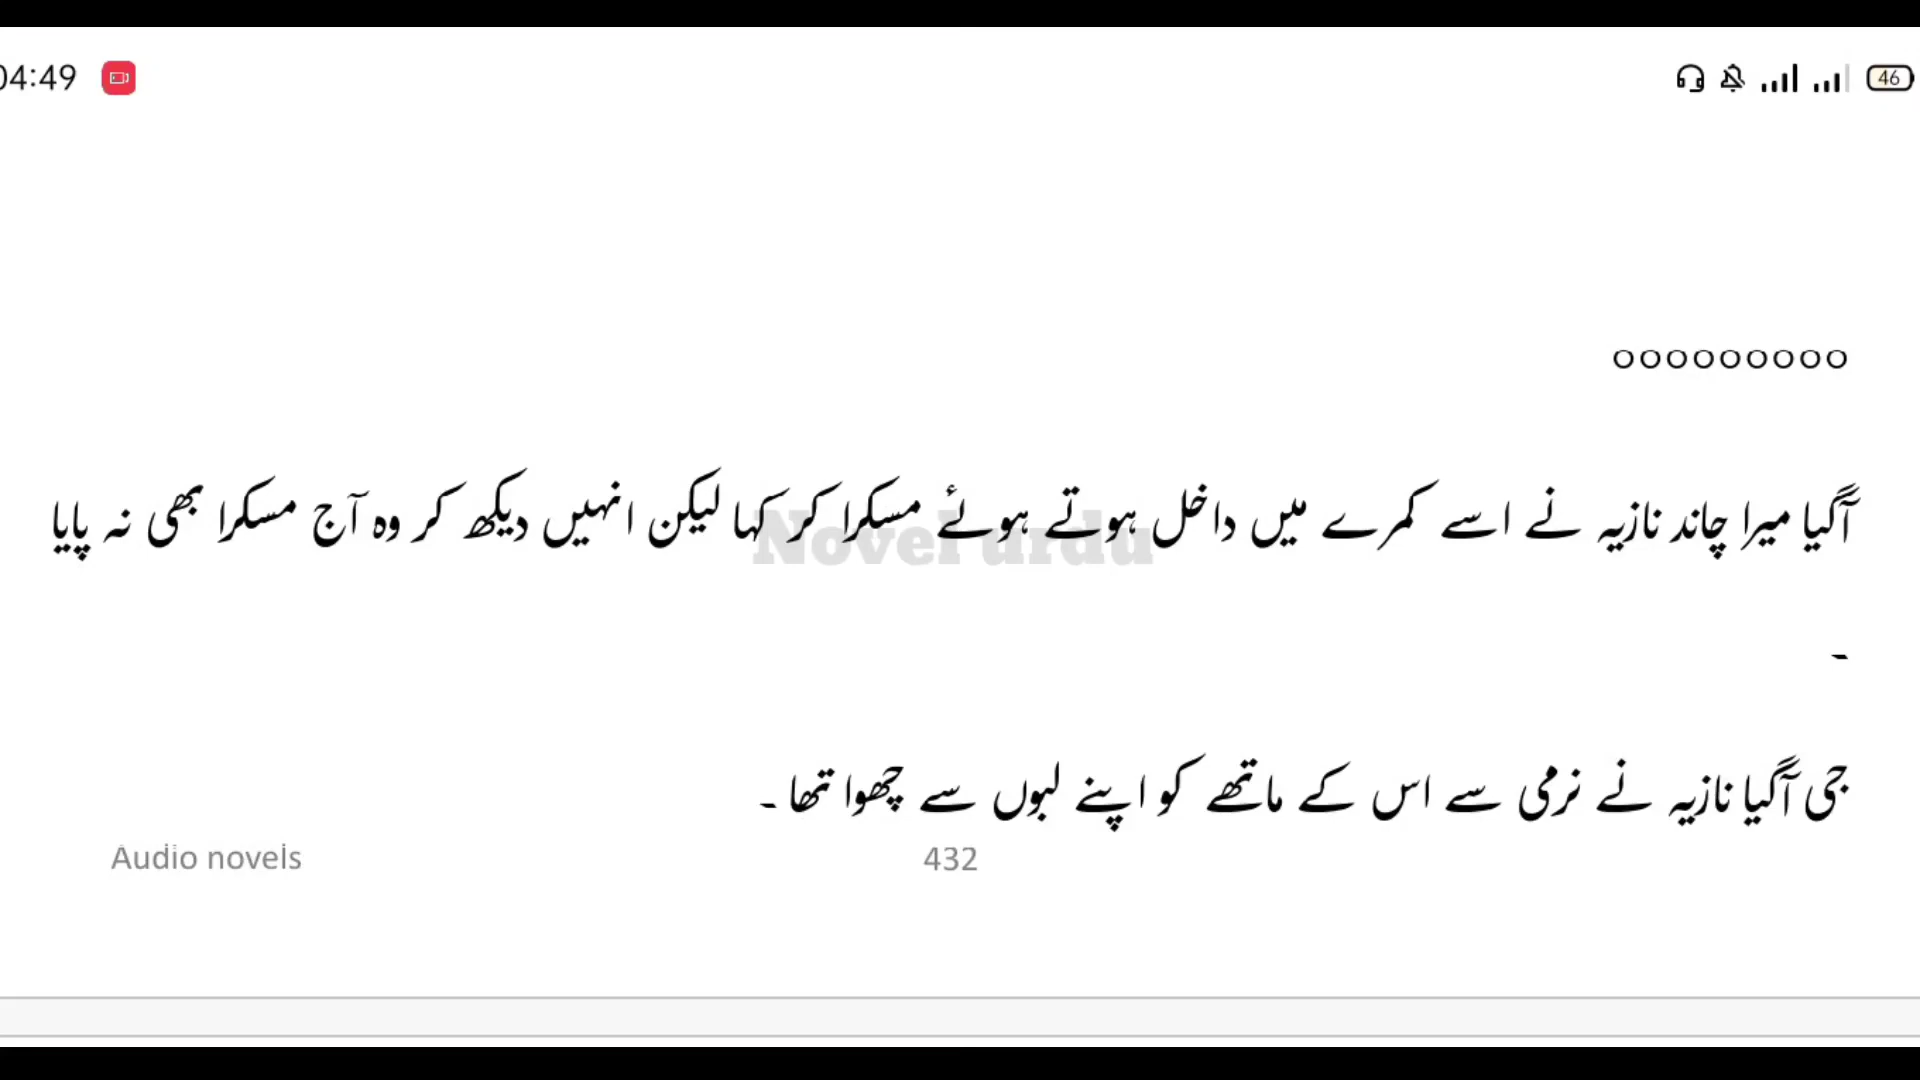 04:49
46
ooooooooo
آگیا میرا چاند نازیہ نے اسے کمرے میں داخل ہوتے ہوئے مسکرا کر کہا لیکن انہیں دیکھ کر وہ آج مسکرا بھی نہ پایا
۔
Novel urdu
جی آگیا نازیہ نے نرمی سے اس کے ماتھے کو اپنے لبوں سے چھوا تھا ۔
Audio novels
432